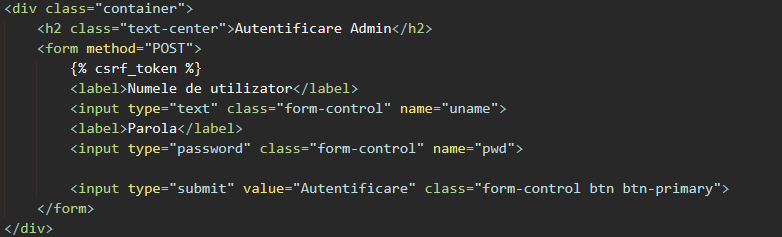 <div class="container">
<h2 class="text-center">Autentificare Admin</h2>
<form method="POST">
{% csrf_token %}
<label>Numele de utilizator</label>
<input type="text" class="form-control" name="uname">
<label>Parola</label>
<input type="password" class="form-control" name="pwd">
<input type="submit" value="Autentificare" class="form-control btn btn-primary">
</form>
</div>